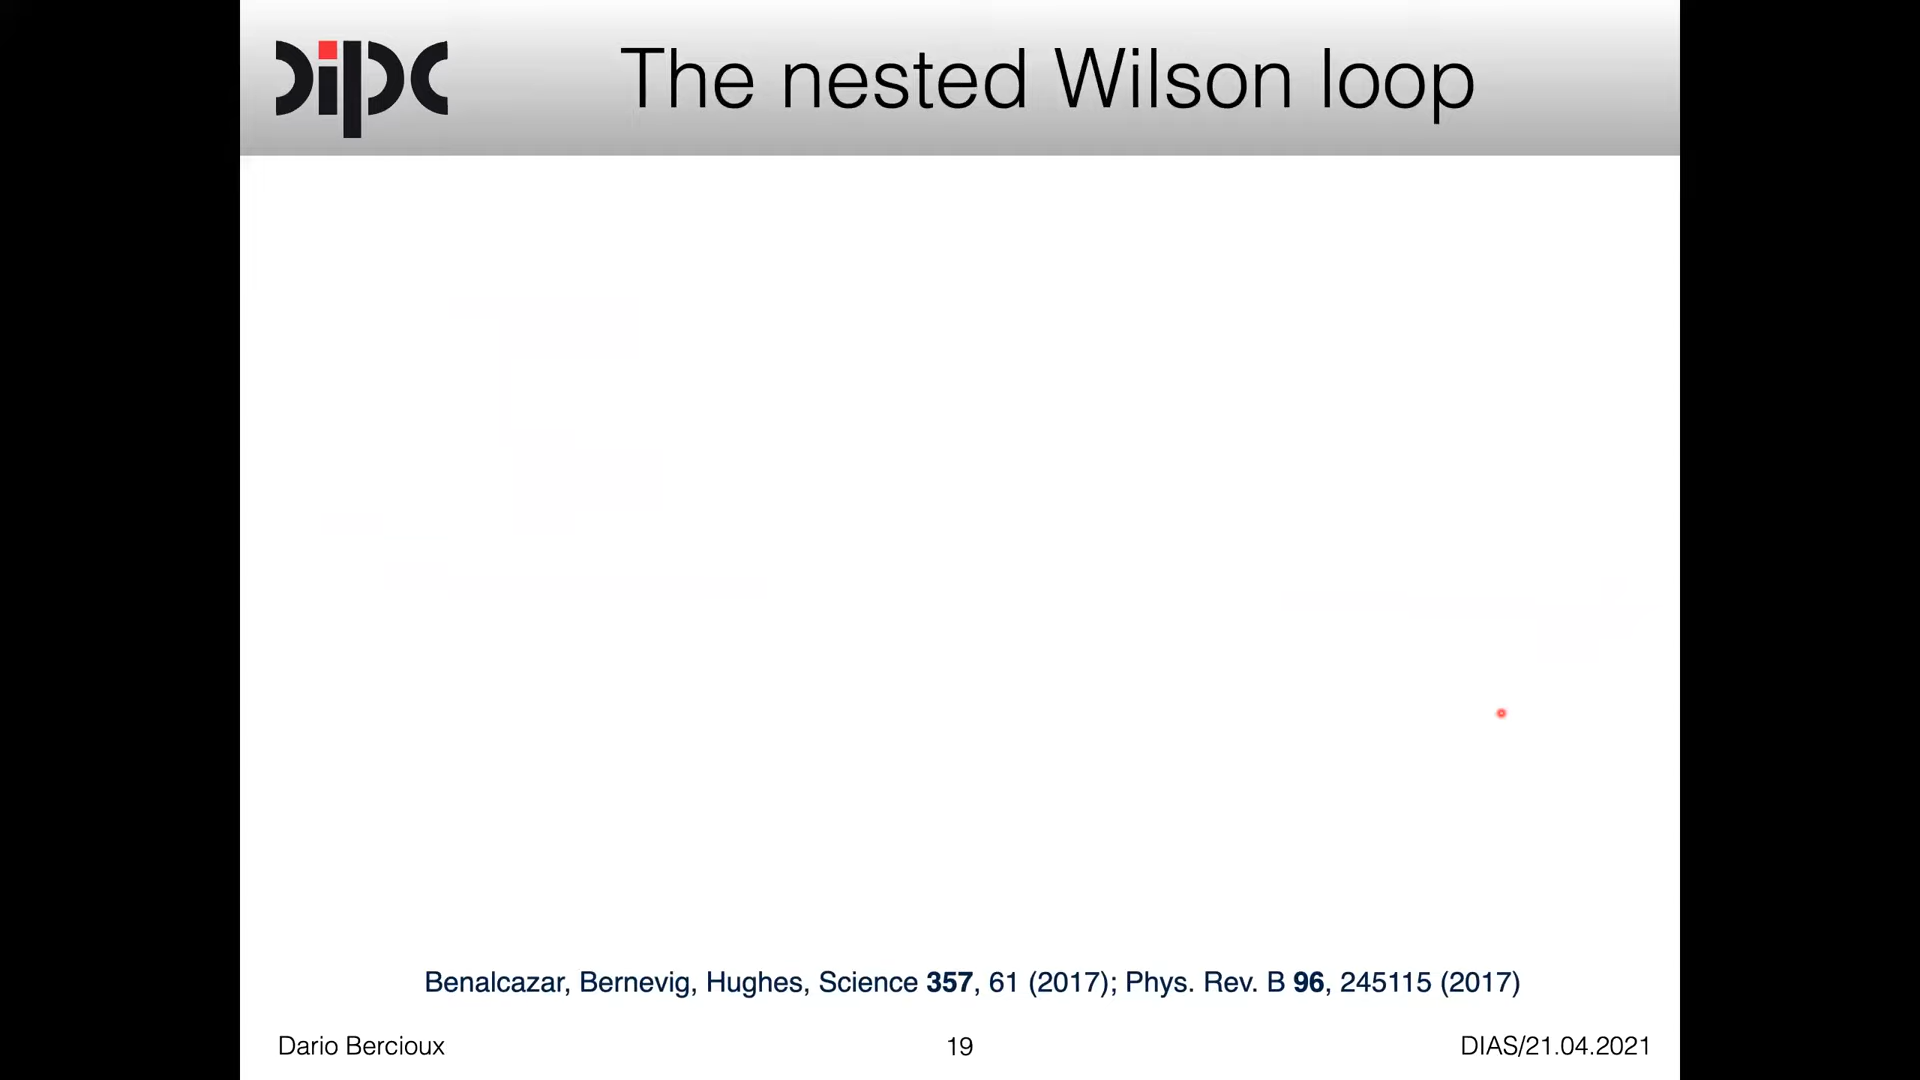 dipc
The nested Wilson loop
Benalcazar, Bernevig, Hughes, Science 357, 61 (2017); Phys. Rev. B 96, 245115 (2017)
Dario Bercioux
19
DIAS/21.04.2021